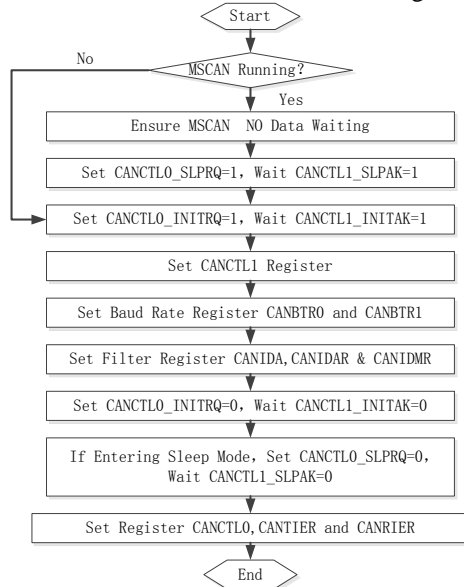 Start
MSCAN Running?
No
Yes
Ensure MSCAN NO Data Waiting
Set CANCTL0_SLPRQ=1, Wait CANCTL1_SLPAK=1
Set CANCTL0_INITRQ=1, Wait CANCTL1_INITAK=1
Set CANCTL1 Register
Set Baud Rate Register CANBTR0 and CANBTR1
Set Filter Register CANIDA,CANIDAR & CANIDMR
Set CANCTL0_INITRQ=0, Wait CANCTL1_INITAK=0
If Entering Sleep Mode, Set CANCTL0_SLPRQ=0,
Wait CANCTL1_SLPAK=0
Set Register CANCTL0,CANTIER and CANRIER
End